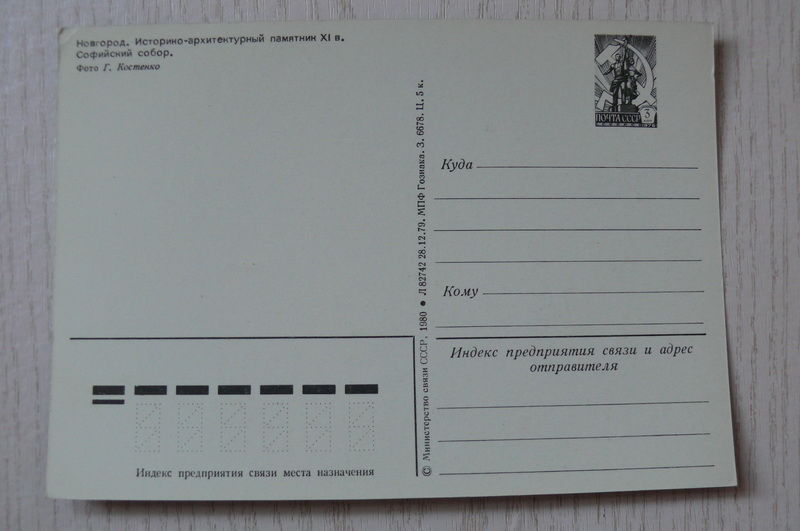 Новгород. Историко-архитектурный памятник XI в.
Софийский собор.
Фото Г. Костенко
© Министерство связи СССР, 1980 ● Л 82742 28.12.79. МПФ Гознака. З. 6678. Ц. 5 к.
ПОЧТА СССР
3
Куда
Кому
Индекс предприятия связи и адрес
отправителя
Индекс предприятия связи места назначения